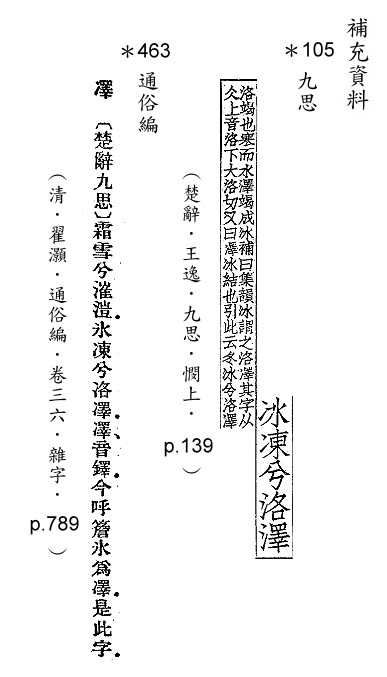 補充資料
＊105 九思
冰凍兮洛澤
洛竭也寒而水澤竭成冰補曰集韻冰謂之洛澤其字从
仌上音洛下大洛切又曰澤冰結也引此云冬冰兮洛澤
（楚辭．王逸．九思．憫上．p.139）
＊463 通俗編
凙 〔楚辭九思〕霜雪兮漼溰氷凍兮洛凙凙音鐸今呼簷氷爲凙是此字
（清．翟灝．通俗編．卷三六．雜字．p.789）